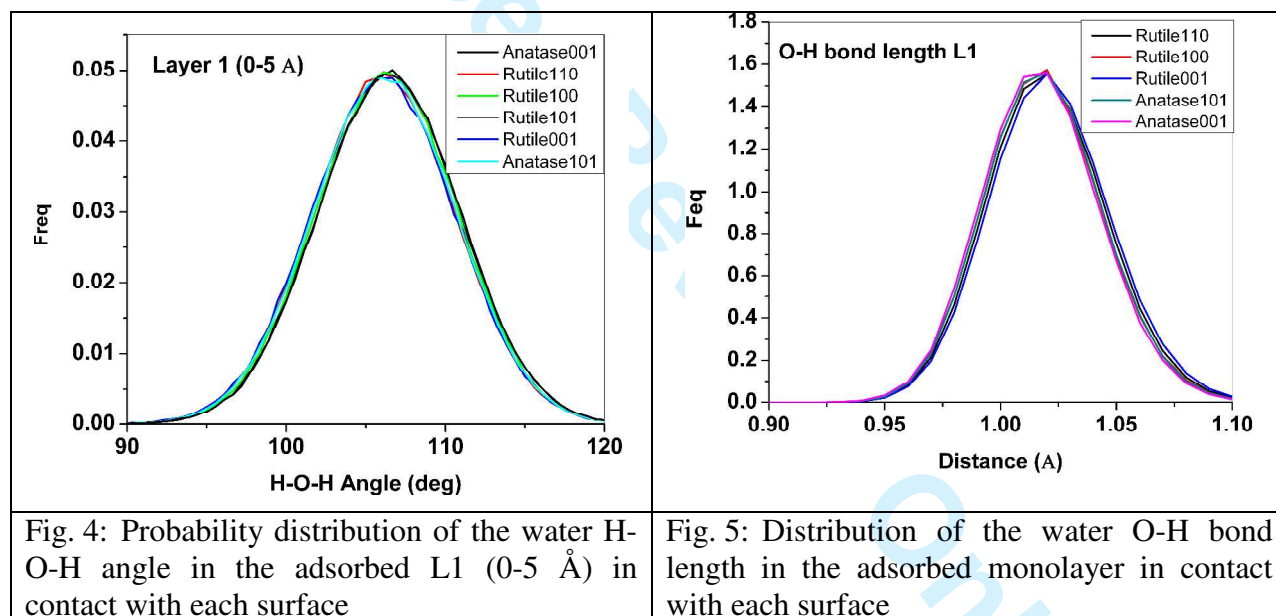 Layer 1 (0-5 A)
Anatase001
Rutile110
Rutile100
Rutile101
Rutile001
Anatase101
0.05
0.04
0.03
0.02
0.01
0.00
Freq
90
100
110
120
H-O-H Angle (deg)
O-H bond length L1
Rutile110
Rutile100
Rutile001
Anatase101
Anatase001
1.8
1.6
1.4
1.2
1.0
0.8
0.6
0.4
0.2
0.0
Feq
0.90
0.95
1.00
1.05
1.10
Distance (A)
Fig. 4: Probability distribution of the water H-
O-H angle in the adsorbed L1 (0-5 Å) in
contact with each surface
Fig. 5: Distribution of the water O-H bond
length in the adsorbed monolayer in contact
with each surface